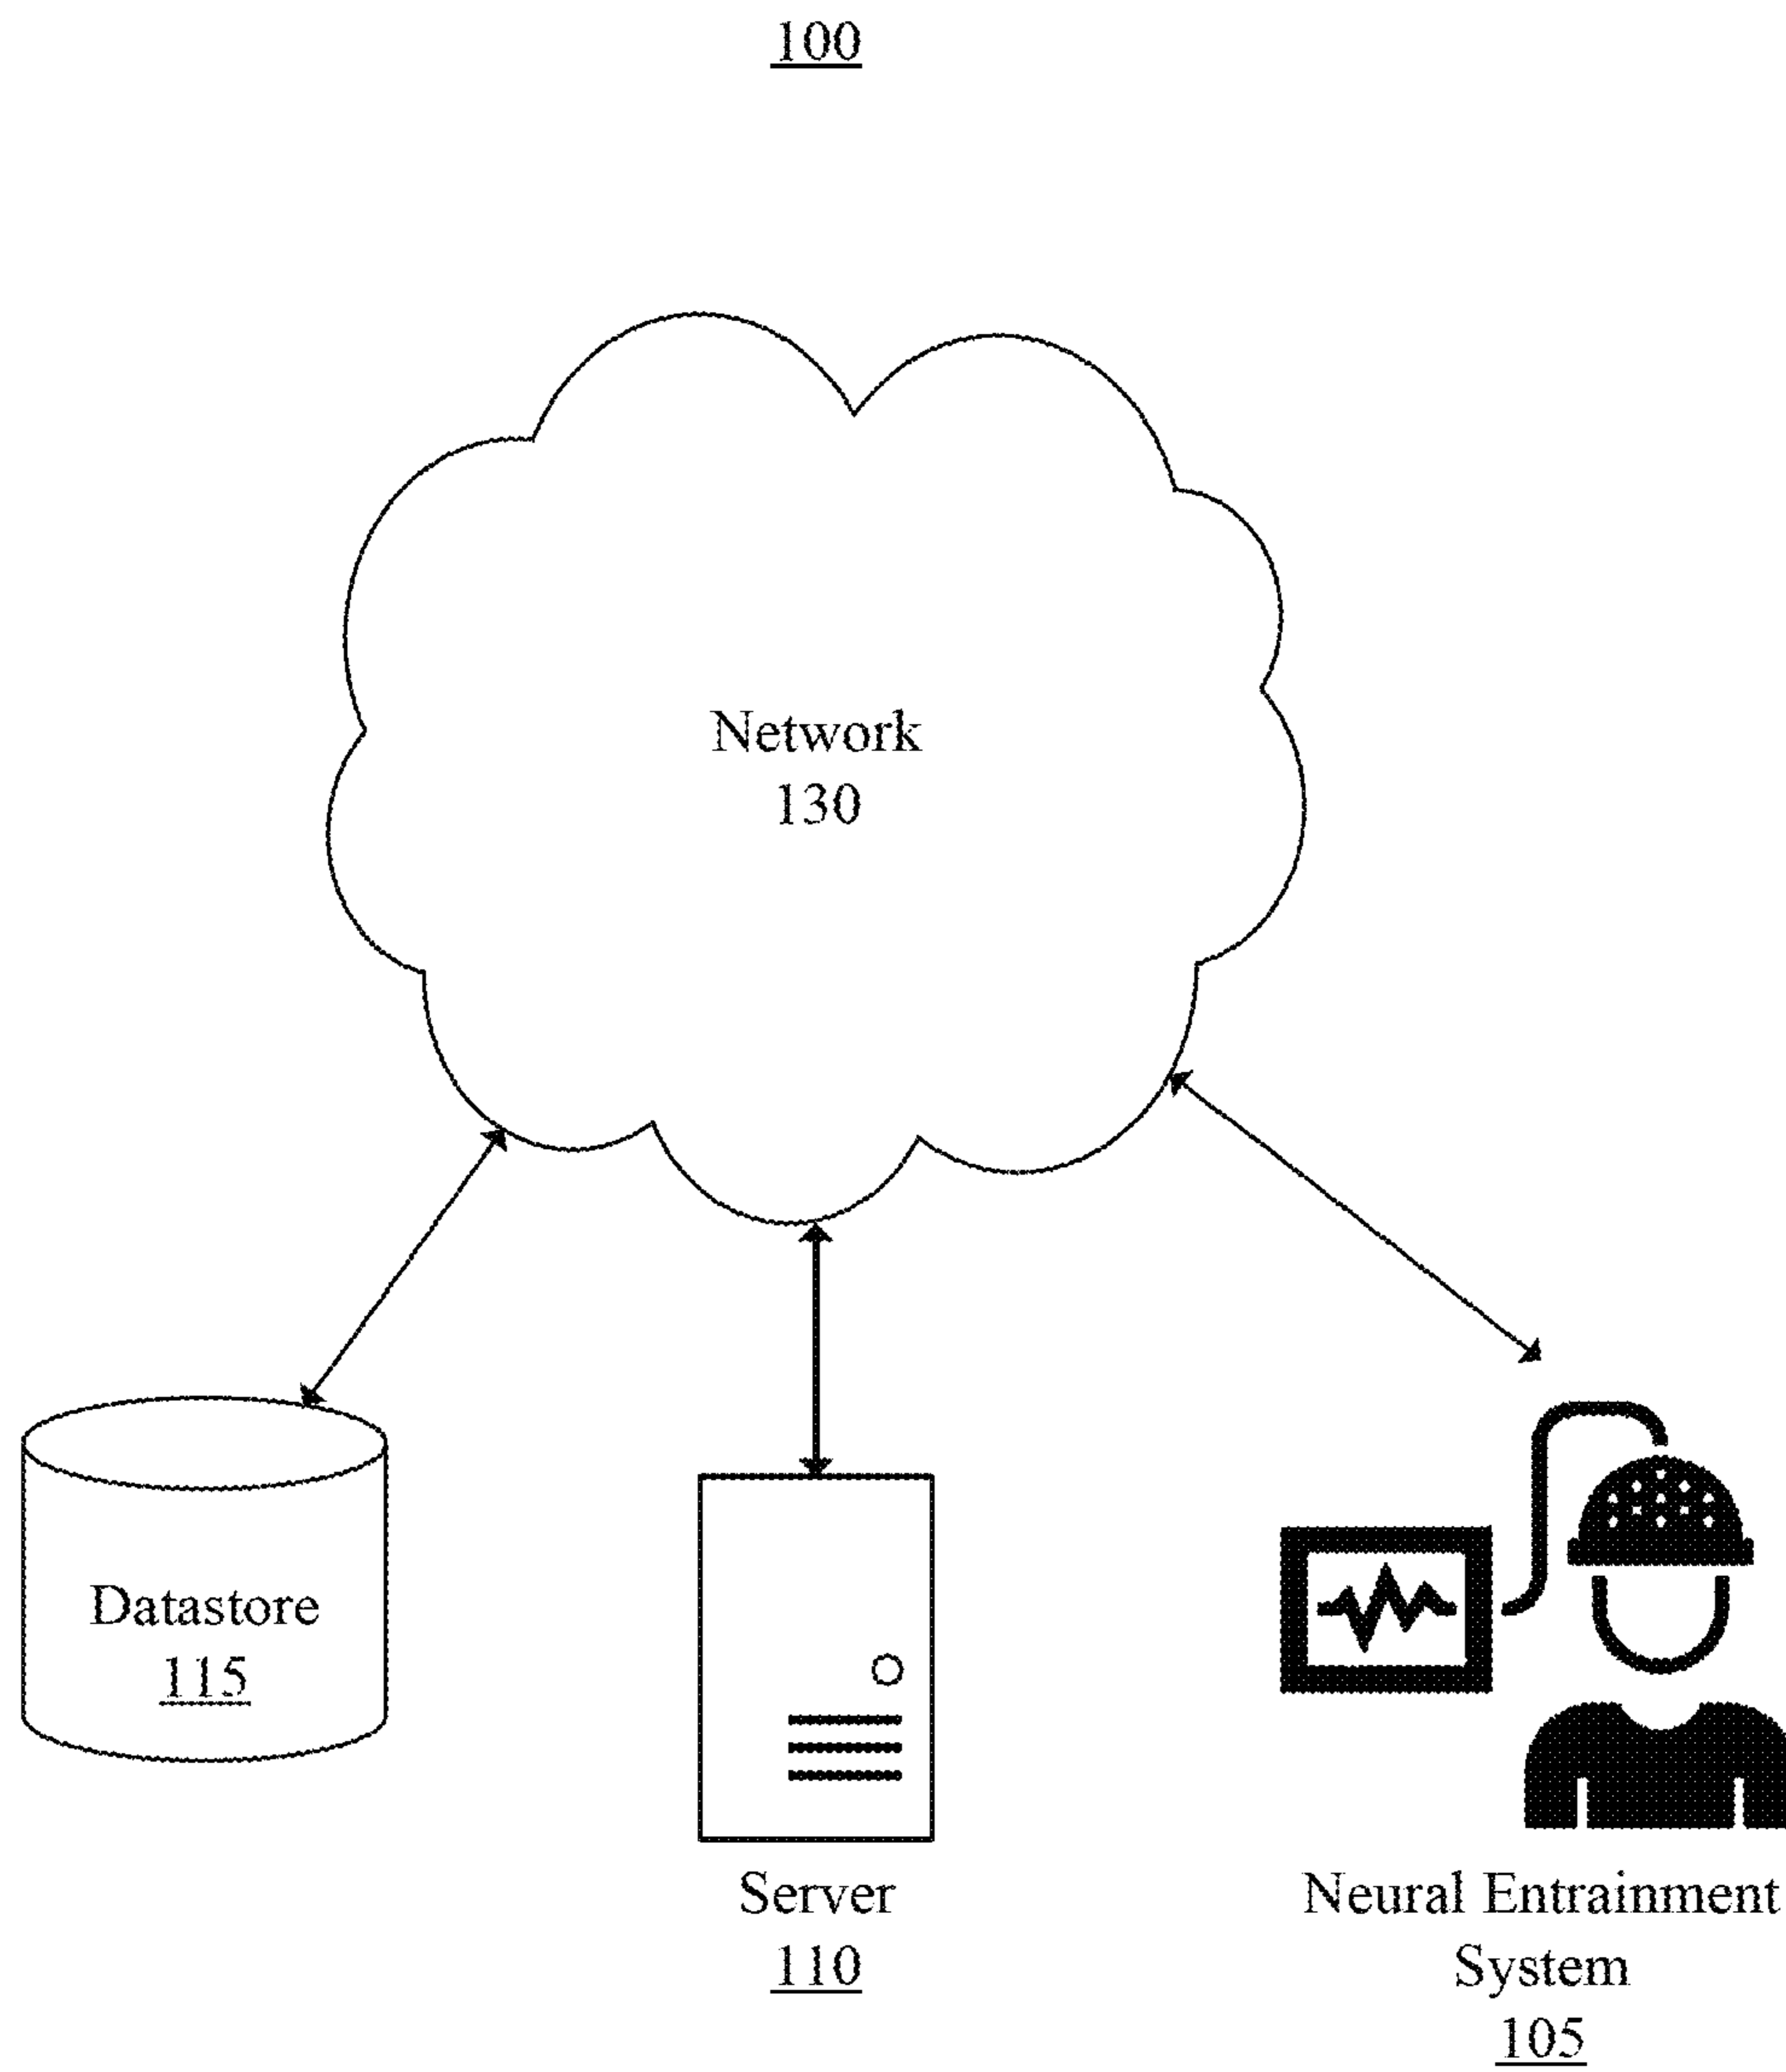 100
Network
130
Datastore
115
Server
110
Neural Entrainment
System
105